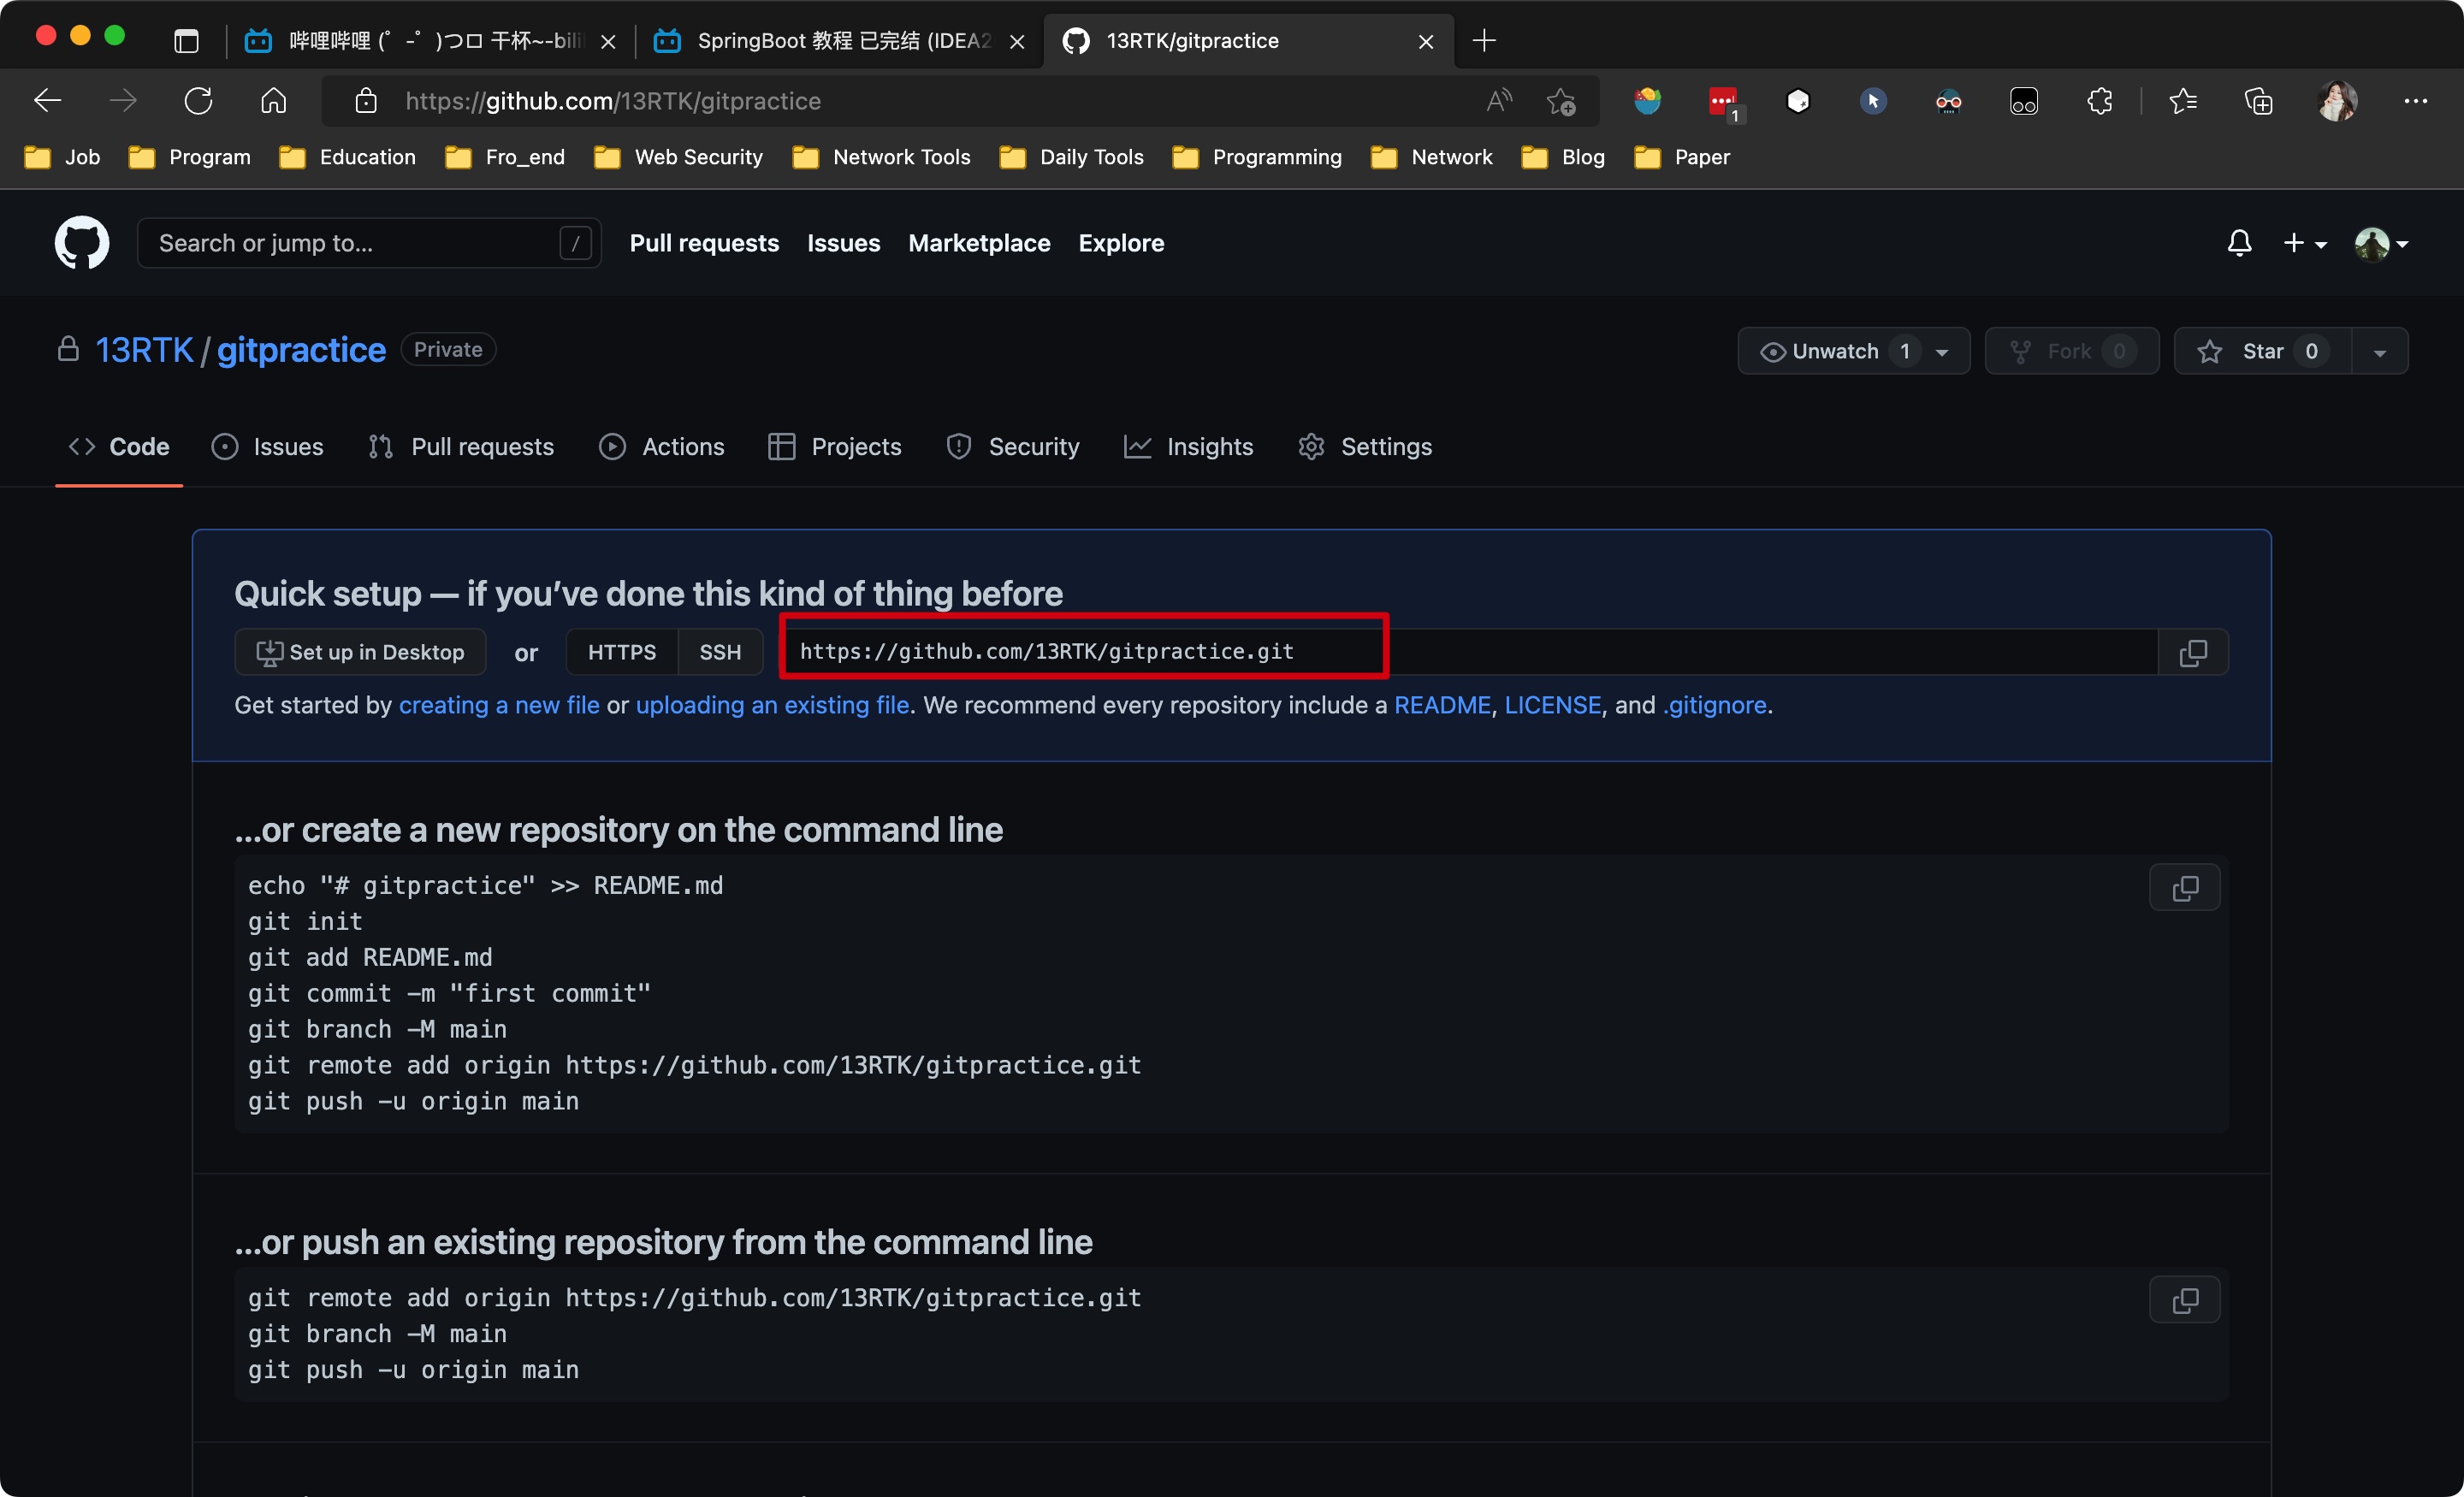 哔哩哔哩 (゜-゜)つロ 干杯~-bili
SpringBoot 教程 已完结 (IDEA2
13RTK/gitpractice
https://github.com/13RTK/gitpractice
1
Job
Program
Education
Fro_end
Web Security
Network Tools
Daily Tools
Programming
Network
Blog
Paper
Search or jump to...
/
Pull requests
Issues
Marketplace
Explore
13RTK / gitpractice
Private
Unwatch 1
Fork 0
Star 0
Code
Issues
Pull requests
Actions
Projects
Security
Insights
Settings
Quick setup — if you’ve done this kind of thing before
Set up in Desktop
or
HTTPS
SSH
https://github.com/13RTK/gitpractice.git
Get started by creating a new file or uploading an existing file. We recommend every repository include a README, LICENSE, and .gitignore.
…or create a new repository on the command line
echo "# gitpractice" >> README.md
git init
git add README.md
git commit -m "first commit"
git branch -M main
git remote add origin https://github.com/13RTK/gitpractice.git
git push -u origin main
…or push an existing repository from the command line
git remote add origin https://github.com/13RTK/gitpractice.git
git branch -M main
git push -u origin main